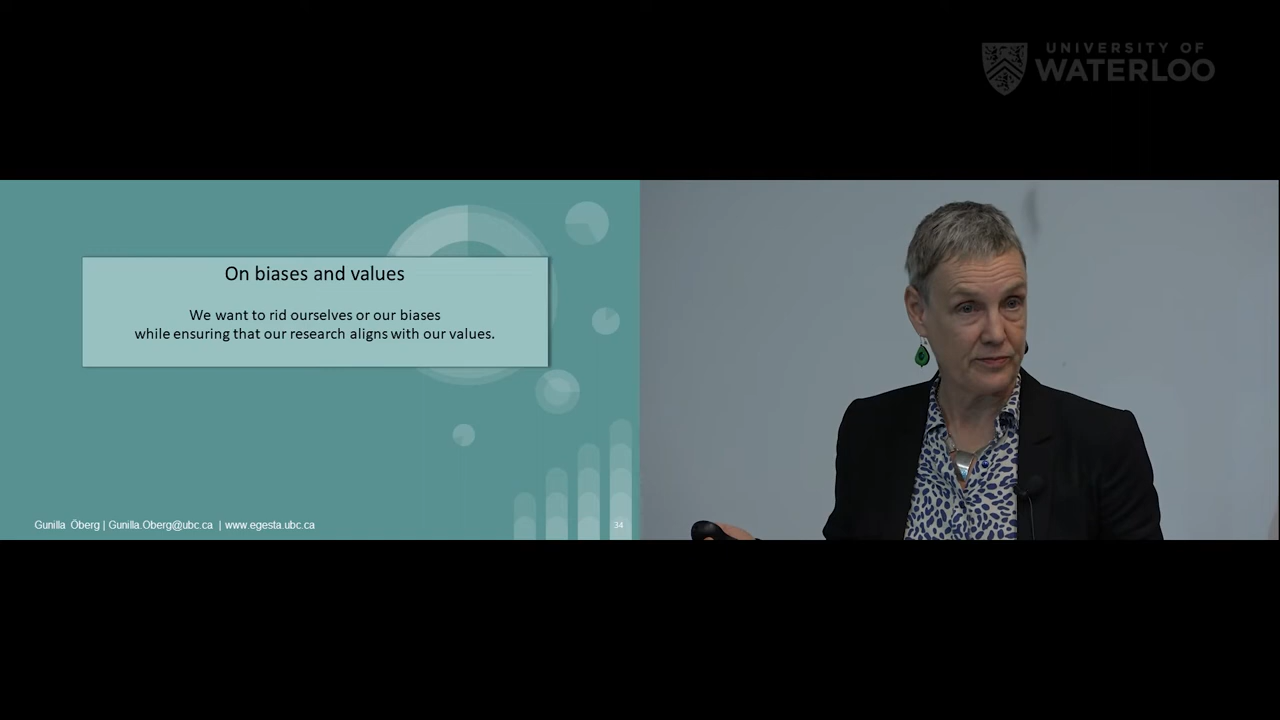 UNIVERSITY OF
WATERLOO
On biases and values
We want to rid ourselves or our biases
while ensuring that our research aligns with our values.
Gunilla Öberg | Gunilla.Oberg@ubc.ca | www.egesta.ubc.ca
34